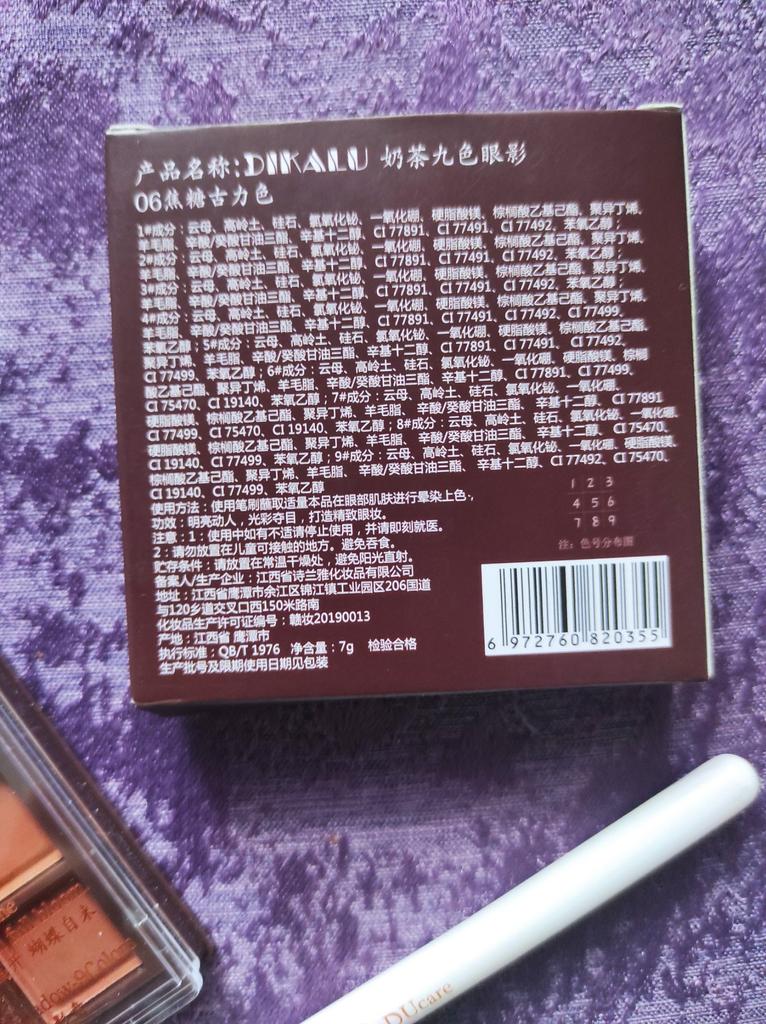 产品名称:DIKALU 奶茶九色眼影
06焦糖古力色
1#成分：云母、高岭土、硅石、氯氧化铋、一氧化硼、硬脂酸镁、棕榈酸乙基己酯、聚异丁烯、
羊毛脂、辛酸/癸酸甘油三酯、辛基十二醇、CI 77891、CI 77491、CI 77492、苯氧乙醇；
2#成分：云母、高岭土、硅石、氯氧化铋、一氧化硼、硬脂酸镁、棕榈酸乙基己酯、聚异丁烯、
羊毛脂、辛酸/癸酸甘油三酯、辛基十二醇、CI 77891、CI 77491、CI 77492、苯氧乙醇；
3#成分：云母、高岭土、硅石、氯氧化铋、一氧化硼、硬脂酸镁、棕榈酸乙基己酯、聚异丁烯、
羊毛脂、辛酸/癸酸甘油三酯、辛基十二醇、CI 77891、CI 77491、CI 77492、苯氧乙醇；
4#成分：云母、高岭土、硅石、氯氧化铋、一氧化硼、硬脂酸镁、棕榈酸乙基己酯、聚异丁烯、
羊毛脂、辛酸/癸酸甘油三酯、辛基十二醇、CI 77891、CI 77491、CI 77492、CI 77499、
苯氧乙醇；5#成分：云母、高岭土、硅石、氯氧化铋、一氧化硼、硬脂酸镁、棕榈酸乙基己酯、
聚异丁烯、羊毛脂、辛酸/癸酸甘油三酯、辛基十二醇、CI 77891、CI 77491、CI 77492、
CI 77499、苯氧乙醇；6#成分：云母、高岭土、硅石、氯氧化铋、一氧化硼、硬脂酸镁、棕榈
酸乙基己酯、聚异丁烯、羊毛脂、辛酸/癸酸甘油三酯、辛基十二醇、CI 77891、CI 77499、
CI 75470、CI 19140、苯氧乙醇；7#成分：云母、高岭土、硅石、氯氧化铋、一氧化硼、
硬脂酸镁、棕榈酸乙基己酯、聚异丁烯、羊毛脂、辛酸/癸酸甘油三酯、辛基十二醇、CI 77891
CI 77499、CI 75470、CI 19140、苯氧乙醇；8#成分：云母、高岭土、硅石、氯氧化铋、一氧化硼、
硬脂酸镁、棕榈酸乙基己酯、聚异丁烯、羊毛脂、辛酸/癸酸甘油三酯、辛基十二醇、CI 75470、
CI 19140、CI 77499、苯氧乙醇；9#成分：云母、高岭土、硅石、氯氧化铋、一氧化硼、硬脂酸镁、
棕榈酸乙基己酯、聚异丁烯、羊毛脂、辛酸/癸酸甘油三酯、辛基十二醇、CI 77492、CI 75470、
CI 19140、CI 77499、苯氧乙醇
使用方法：使用笔刷蘸取适量本品在眼部肌肤进行晕染上色。
功效：明亮动人，光彩夺目，打造精致眼妆。
注意：1：使用中如有不适请停止使用，并请即刻就医。
2：请勿放置在儿童可接触的地方。避免吞食。
贮存条件：请放置在常温干燥处，避免阳光直射。
备案人/生产企业：江西省诗兰雅化妆品有限公司
地址：江西省鹰潭市余江区锦江镇工业园区206国道
与120乡道交叉口西150米路南
化妆品生产许可证编号：赣妆20190013
产地：江西省 鹰潭市
执行标准：QB/T 1976 净含量：7g 检验合格
生产批号及限期使用日期见包装
1 2 3
4 5 6
7 8 9
注：色号分布图
6 972760 820355
蝴蝶自来
DUcare